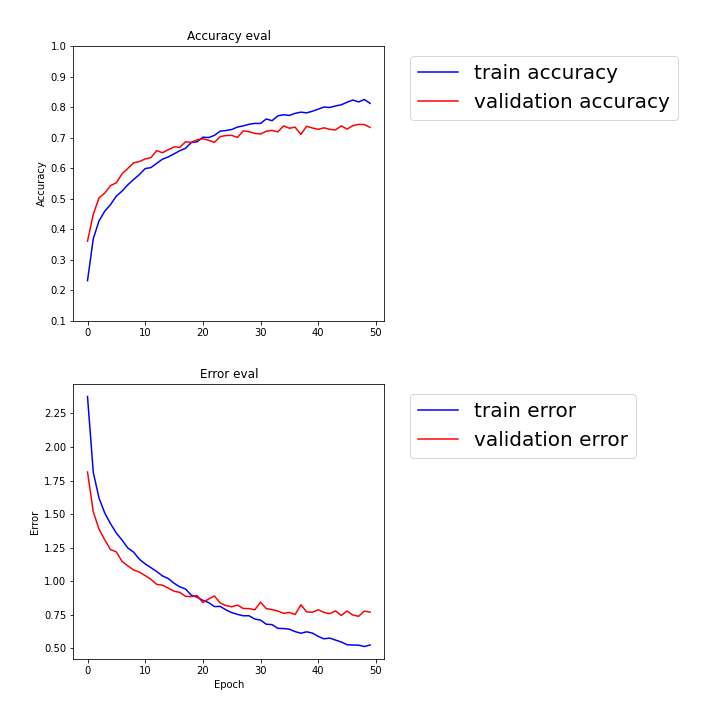 Accuracy eval
1.0
0.9
0.8
0.7
0.6
0.5
0.4
0.3
0.2
0.1
Accuracy
0 10 20 30 40 50
train accuracy
validation accuracy
Error eval
2.25
2.00
1.75
1.50
1.25
1.00
0.75
0.50
Error
0 10 20 30 40 50
Epoch
train error
validation error